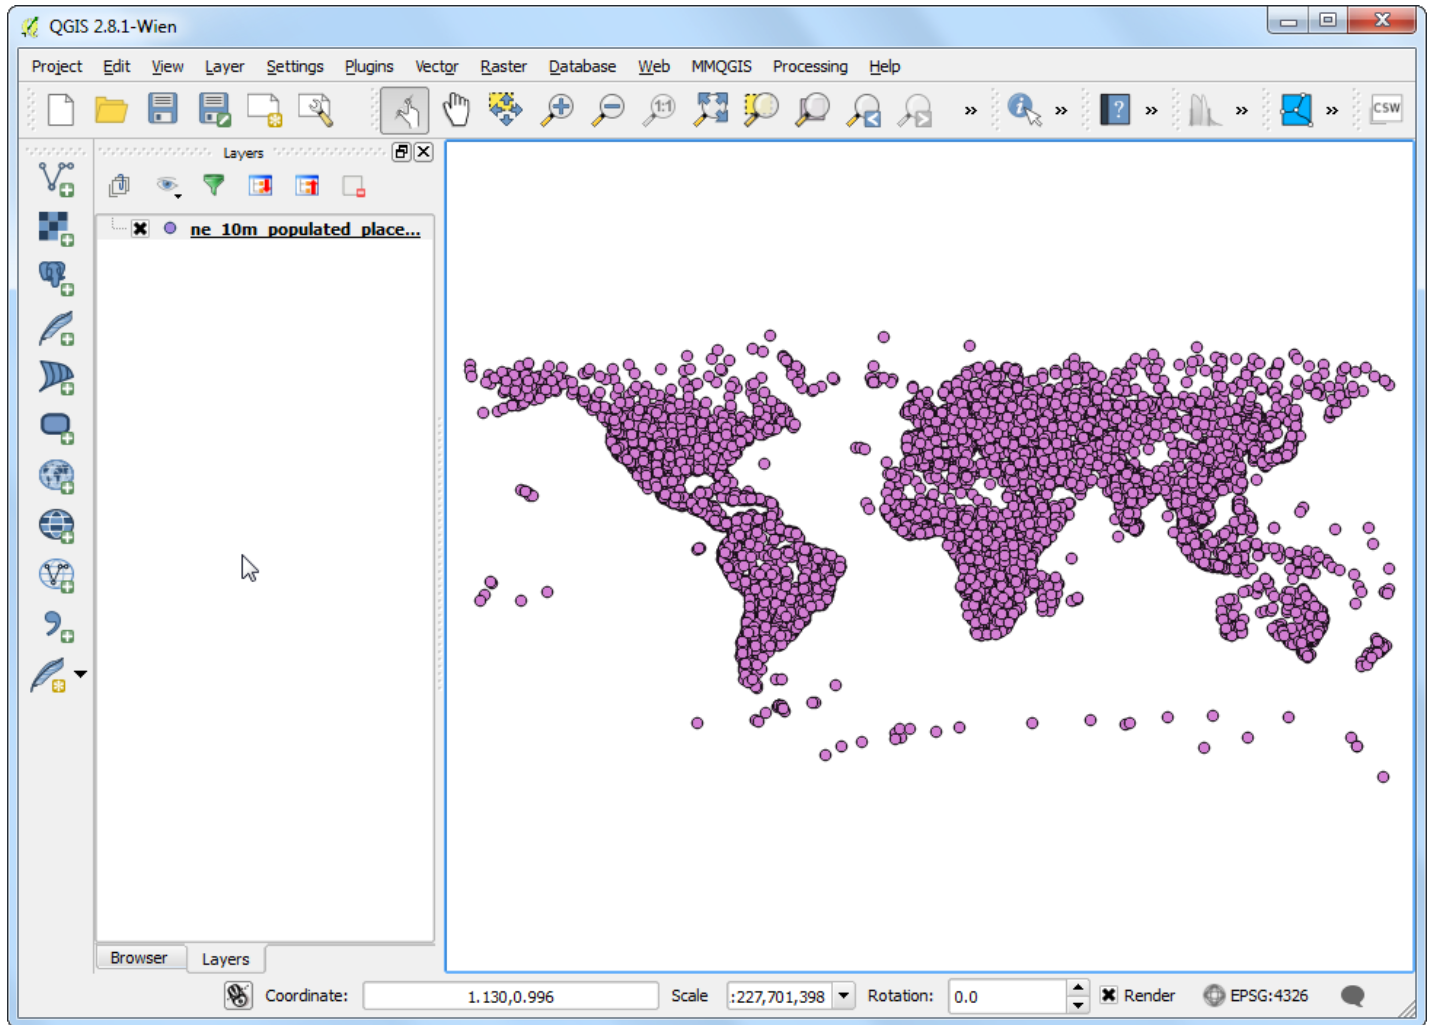 QGIS 2.8.1-Wien
Project Edit View Layer Settings Plugins Vector Raster Database Web MMQGIS Processing Help
1:1 » i » ? » » » CSW
Layers
ne_10m_populated_place...
Browser Layers
Coordinate: 1.130,0.996 Scale :227,701,398 Rotation: 0.0 Render EPSG:4326